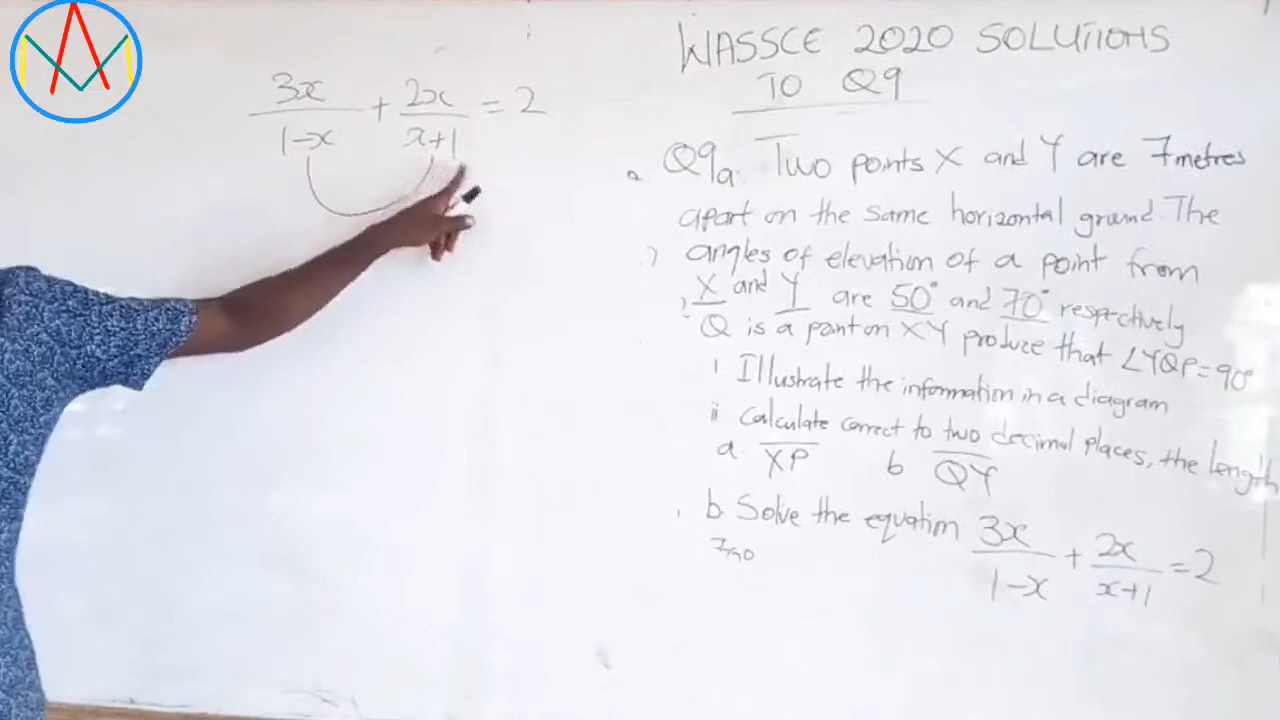 3x/(1-x) + 2x/(x+1) = 2
WASSCE 2020 SOLUTIONS
TO Q9
Q9a. Two points X and Y are 7metres
apart on the same horizontal ground. The
angles of elevation of a point from
X and Y are 50° and 70° respectively
Q is a point on XY produce that ∠YQP=90°
i Illustrate the information in a diagram
ii Calculate correct to two decimal places, the length
a. XP b QY
b. Solve the equation 3x/(1-x) + 2x/(x+1) = 2